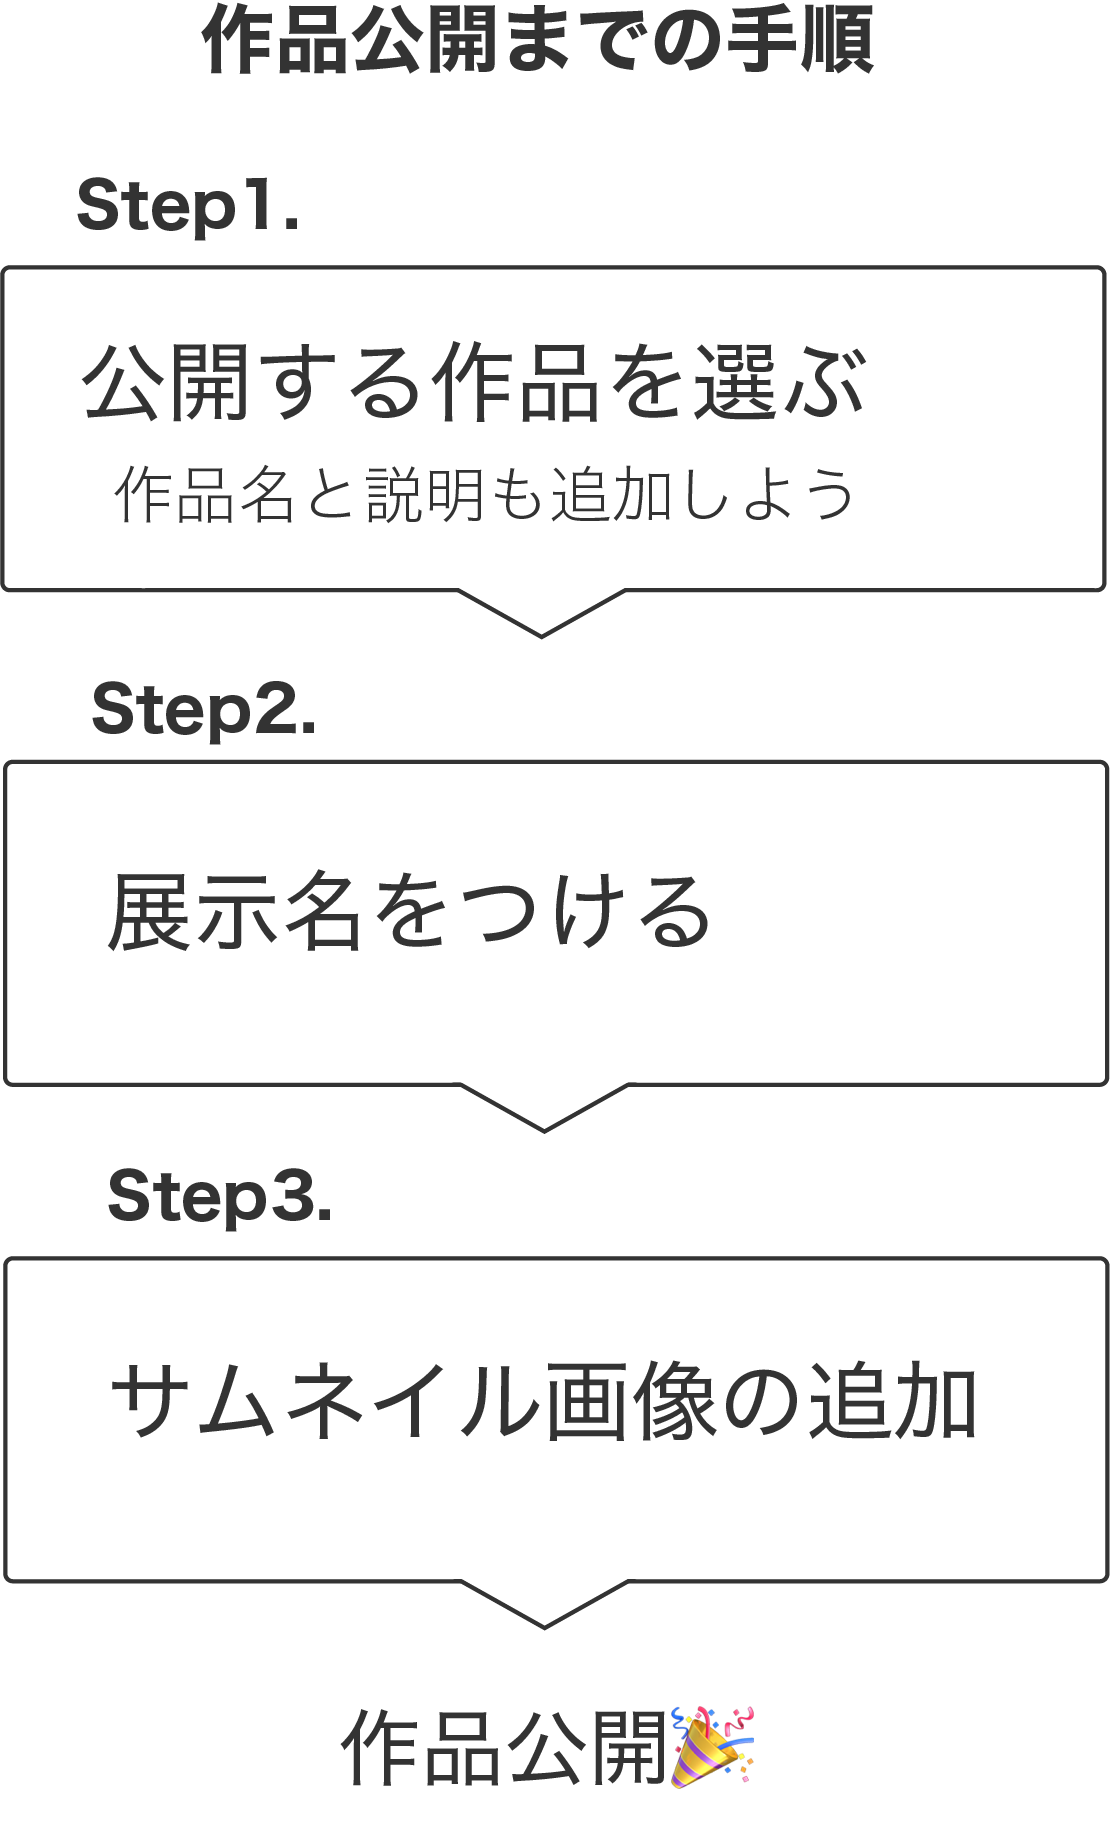 作品公開までの手順
Step1.
公開する作品を選ぶ
作品名と説明も追加しよう
Step2.
展示名をつける
Step3.
サムネイル画像の追加
作品公開🎉